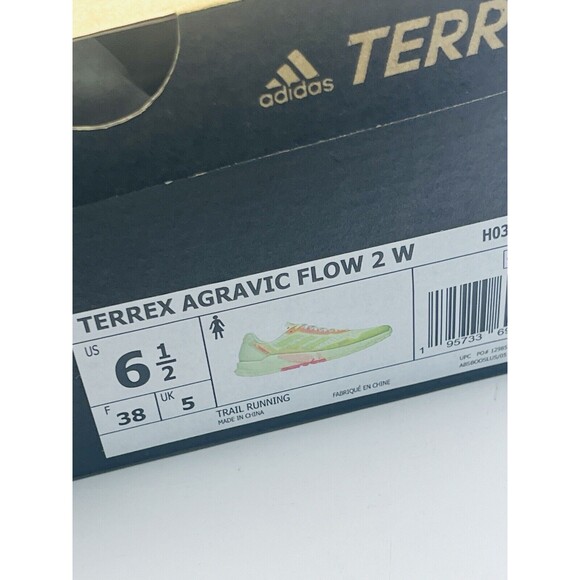 adidas TERR
TERREX AGRAVIC FLOW 2 W
H03
US 6 1/2
F 38
UK 5
TRAIL RUNNING
MADE IN CHINA
FABRIQUÉ EN CHINE
1 95733
UPC PO#